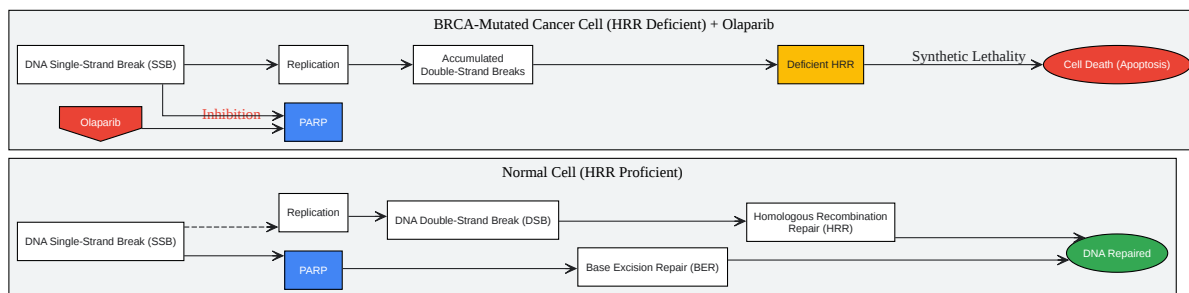 BRCA-Mutated Cancer Cell (HRR Deficient) + Olaparib
DNA Single-Strand Break (SSB)
Replication
Accumulated
Double-Strand Breaks
Deficient HRR
Synthetic Lethality
Cell Death (Apoptosis)
Olaparib
Inhibition
PARP
Normal Cell (HRR Proficient)
DNA Single-Strand Break (SSB)
Replication
DNA Double-Strand Break (DSB)
Homologous Recombination
Repair (HRR)
PARP
Base Excision Repair (BER)
DNA Repaired